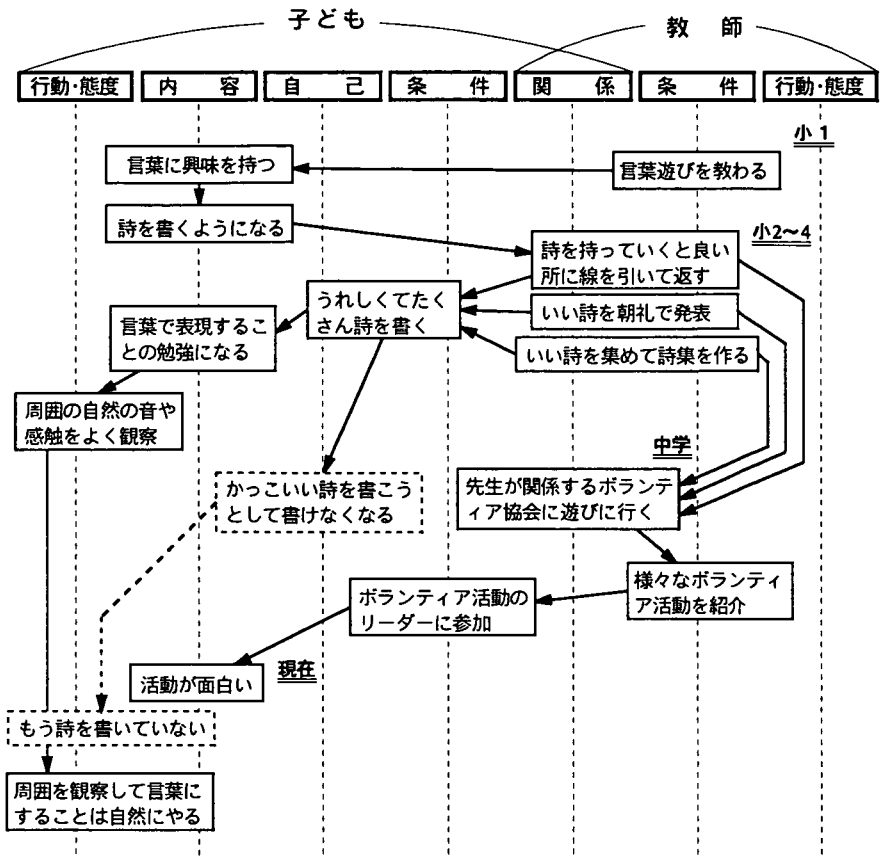 子ども
教師
行動・態度
内容
自己
条件
関係
条件
行動・態度
小1
言葉に興味を持つ
言葉遊びを教わる
詩を書くようになる
小2〜4
詩を持っていくと良い
所に線を引いて返す
うれしくてたく
さん詩を書く
いい詩を朝礼で発表
言葉で表現するこ
との勉強になる
いい詩を集めて詩集を作る
周囲の自然の音や
感触をよく観察
中学
かっこいい詩を書こう
として書けなくなる
先生が関係するボランテ
ィア協会に遊びに行く
様々なボランティ
ア活動を紹介
ボランティア活動の
リーダーに参加
現在
活動が面白い
もう詩を書いていない
周囲を観察して言葉に
することは自然にやる